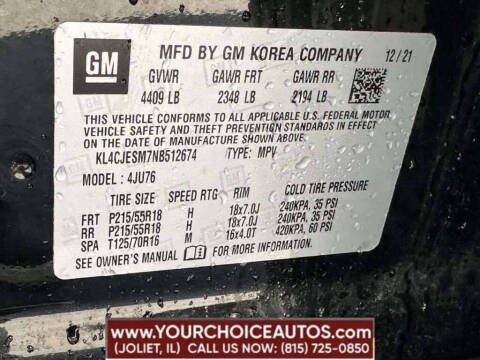 GM
MFD BY GM KOREA COMPANY 12/21
GVWR GAWR FRT GAWR RR
4409 LB 2348 LB 2194 LB
THIS VEHICLE CONFORMS TO ALL APPLICABLE U.S. FEDERAL MOTOR
VEHICLE SAFETY AND THEFT PREVENTION STANDARDS IN EFFECT ON
THE DATE OF MANUFACTURE SHOWN ABOVE.
KL4CJESM7NB512674 TYPE: MPV
MODEL: 4JU76
TIRE SIZE SPEED RTG RIM COLD TIRE PRESSURE
FRT P215/55R18 H 18x7.0J 240KPA, 35 PSI
RR P215/55R18 H 18x7.0J 240KPA, 35 PSI
SPA T125/70R16 M 16x4.0T 420KPA, 60 PSI
SEE OWNER'S MANUAL FOR MORE INFORMATION.
WWW.YOURCHOICEAUTOS.COM
(JOLIET, IL) CALL US NOW: (815) 725-0850